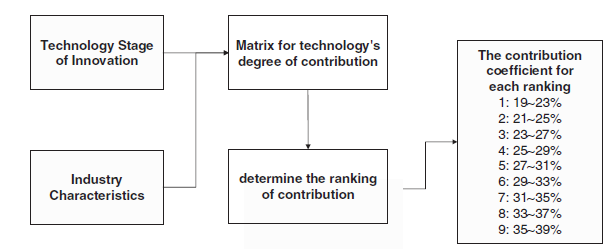 Technology Stage
of Innovation
Matrix for technology's
degree of contribution
Industry
Characteristics
determine the ranking
of contribution
The contribution
coefficient for
each ranking
1: 19~23%
2: 21~25%
3: 23~27%
4: 25~29%
5: 27~31%
6: 29~33%
7: 31~35%
8: 33~37%
9: 35~39%